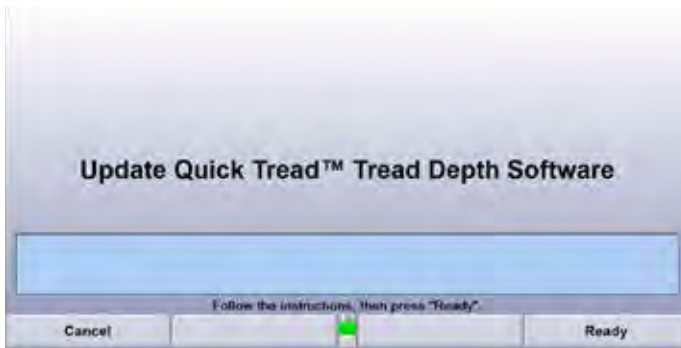 Update Quick Tread™ Tread Depth Software
Follow the instructions, then press "Ready".
Cancel
Ready